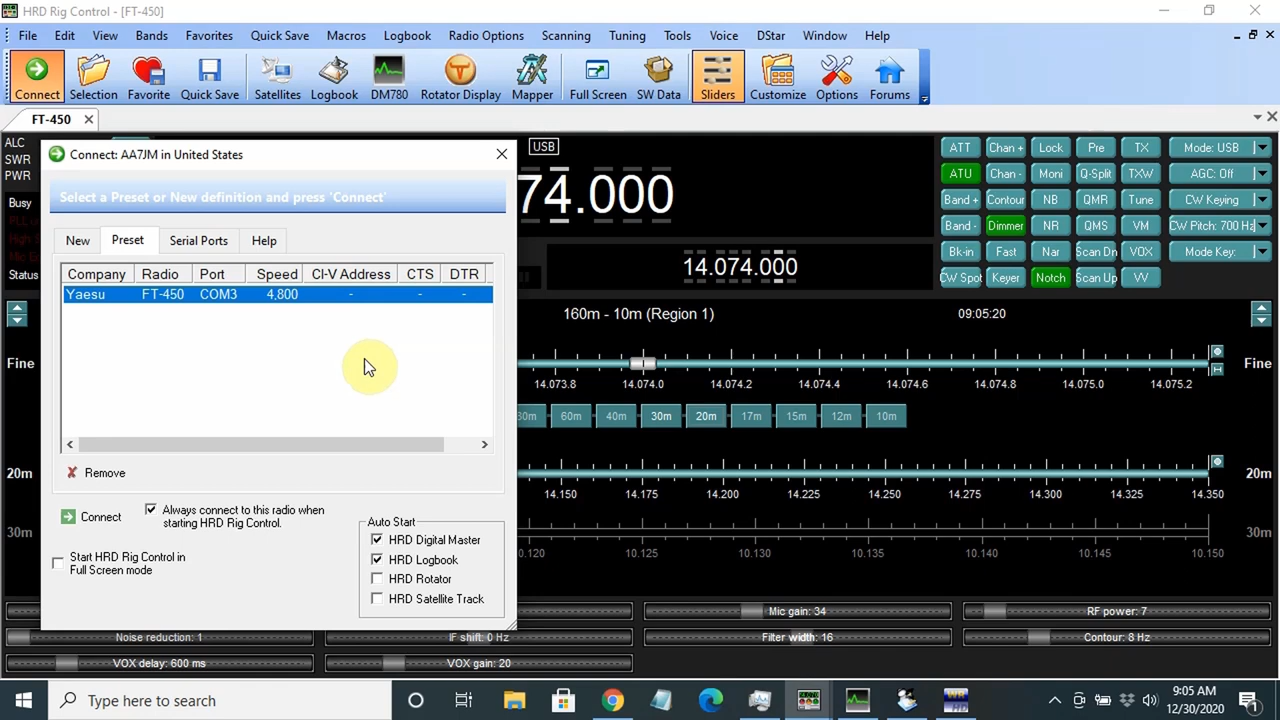 HRD Rig Control - [FT-450]
File Edit View Bands Favorites Quick Save Macros Logbook Radio Options Scanning Tuning Tools Voice DStar Window Help
Connect Selection Favorite Quick Save Satellites Logbook DM780 Rotator Display Mapper Full Screen SW Data Sliders Customize Options Forums
FT-450
ALC
SWR
PWR
Busy
Status
Connect: AA7JM in United States
Select a Preset or New definition and press 'Connect'
New Preset Serial Ports Help
Company Radio Port Speed CI-V Address CTS DTR
Yaesu FT-450 COM3 4,800 - - -
Remove
Connect
Always connect to this radio when
starting HRD Rig Control.
Start HRD Rig Control in
Full Screen mode
Auto Start
HRD Digital Master
HRD Logbook
HRD Rotator
HRD Satellite Track
USB
74.000
14.074.000
ATT Chan + Lock Pre TX Mode: USB
ATU Chan - Moni Q-Split TXW AGC: Off
Band + Contour NB QMR Tune CW Keying
Band - Dimmer NR QMS VM CW Pitch: 700 Hz
Bk-in Fast Nar Scan Dn VOX Mode Key:
CW Spot Keyer Notch Scan Up VV
160m - 10m (Region 1) 09:05:20
Fine Fine
14.073.8 14.074.0 14.074.2 14.074.4 14.074.6 14.074.8 14.075.0 14.075.2
60m 40m 30m 20m 17m 15m 12m 10m
20m 20m
14.150 14.175 14.200 14.225 14.250 14.275 14.300 14.325 14.350
30m 30m
10.120 10.125 10.130 10.135 10.140 10.145 10.150
Mic gain: 34 RF power: 7
Noise reduction: 1 IF shift: 0 Hz Filter width: 16 Contour: 8 Hz
VOX delay: 600 ms VOX gain: 20
Type here to search
WR
HD
9:05 AM
12/30/2020
1